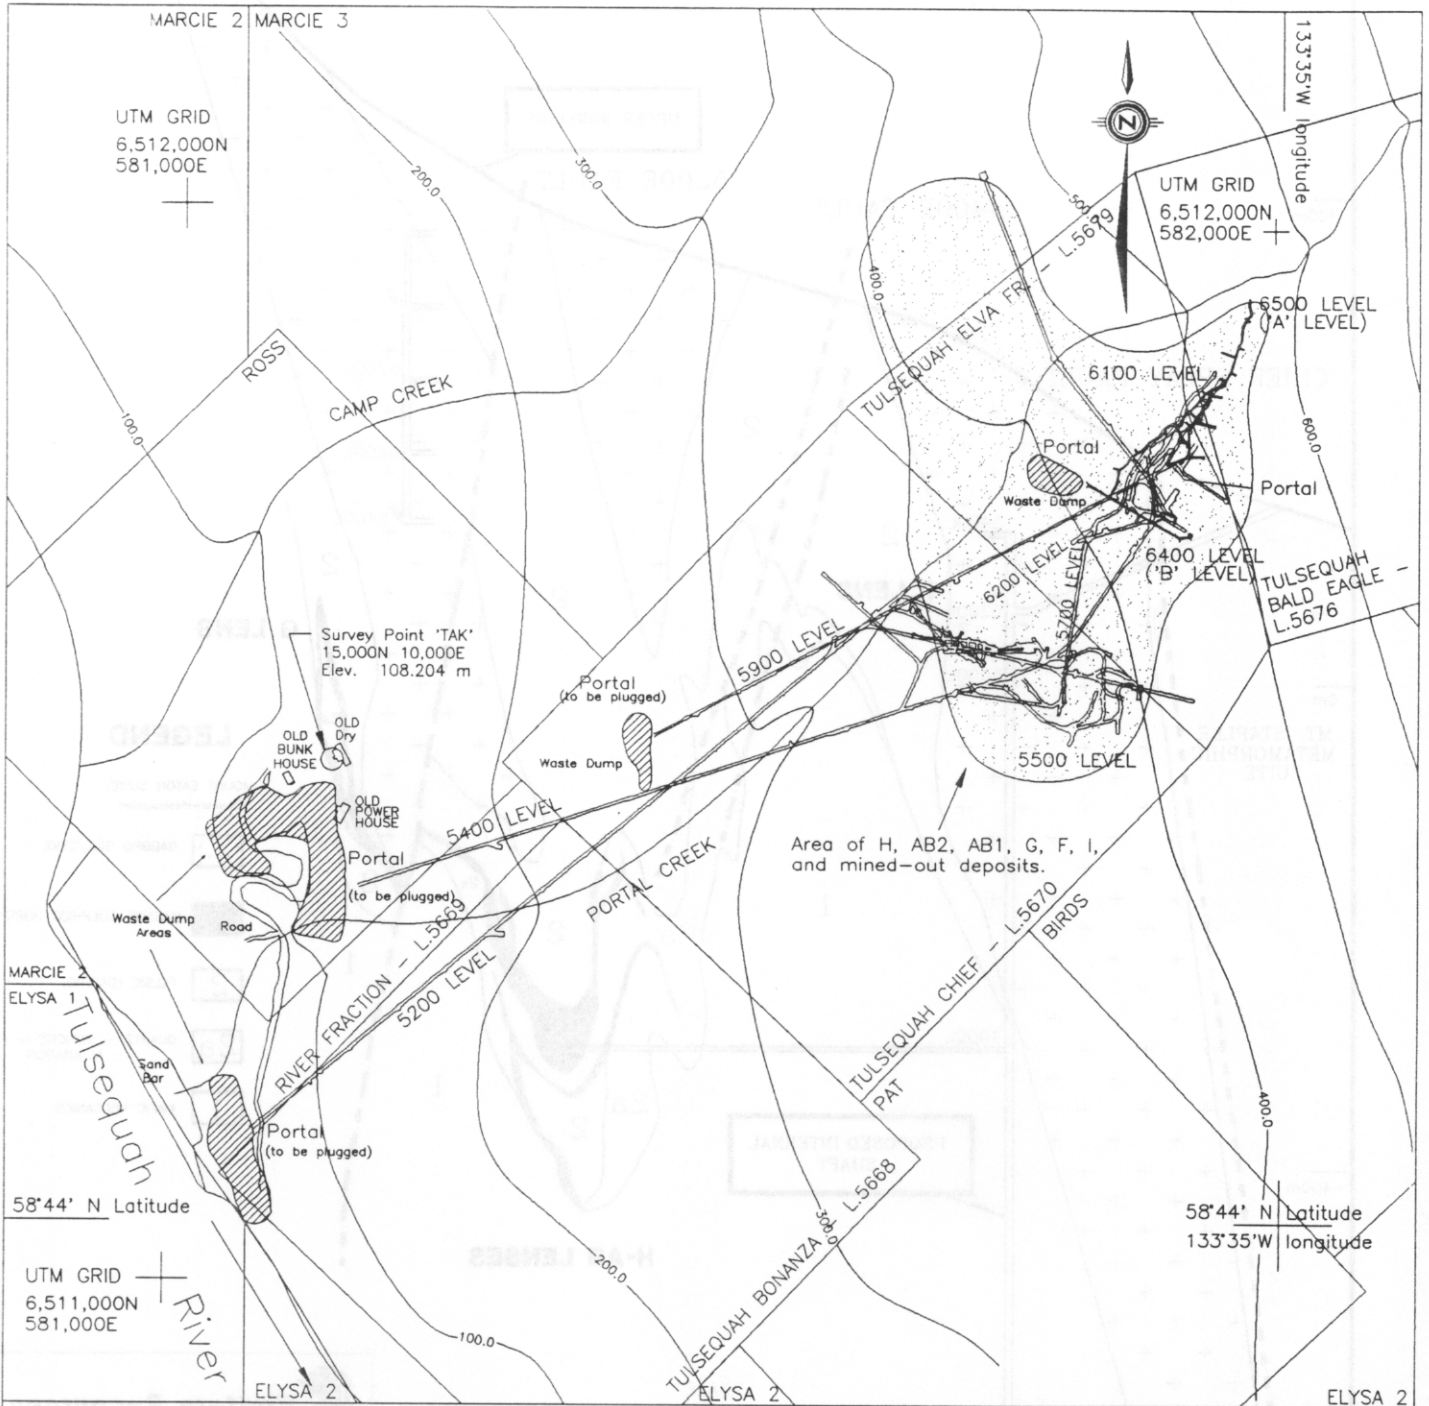 MARCIE 2
MARCIE 3
133°35'W longitude
UTM GRID
6,512,000N
581,000E
200.0
300.0
N
UTM GRID
6,512,000N
582,000E
500.0
TULSEQUAH ELVA FR. - L.5679
400.0
6500 LEVEL
('A' LEVEL)
ROSS
CAMP CREEK
100.0
6100 LEVEL
600.0
Portal
Waste Dump
Portal
6400 LEVEL
('B' LEVEL)
6200 LEVEL
5700 LEVEL
TULSEQUAH
BALD EAGLE -
L.5676
Survey Point 'TAK'
15,000N 10,000E
Elev. 108.204 m
5900 LEVEL
Portal
(to be plugged)
Waste Dump
OLD
Dry
OLD
BUNK
HOUSE
OLD
POWER
HOUSE
5500 LEVEL
5400 LEVEL
Area of H, AB2, AB1, G, F, I,
and mined-out deposits.
Portal
(to be plugged)
PORTAL CREEK
Waste Dump
Areas
Road
RIVER FRACTION - L.5669
5200 LEVEL
TULSEQUAH CHIEF - L.5670
BIRDS
MARCIE 2
ELYSA 1
Tulsequah River
Sand
Bar
PAT
400.0
Portal
(to be plugged)
58°44' N Latitude
58°44' N Latitude
133°35'W longitude
TULSEQUAH BONANZA - L.5668
300.0
200.0
UTM GRID
6,511,000N
581,000E
100.0
ELYSA 2
ELYSA 2
ELYSA 2